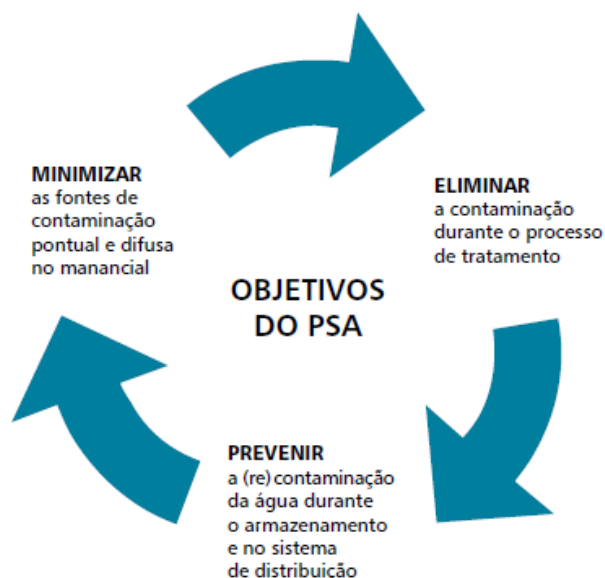 MINIMIZAR
as fontes de
contaminação
pontual e difusa
no manancial
ELIMINAR
a contaminação
durante o processo
de tratamento
OBJETIVOS
DO PSA
PREVENIR
a (re) contaminação
da água durante
o armazenamento
e no sistema
de distribuição